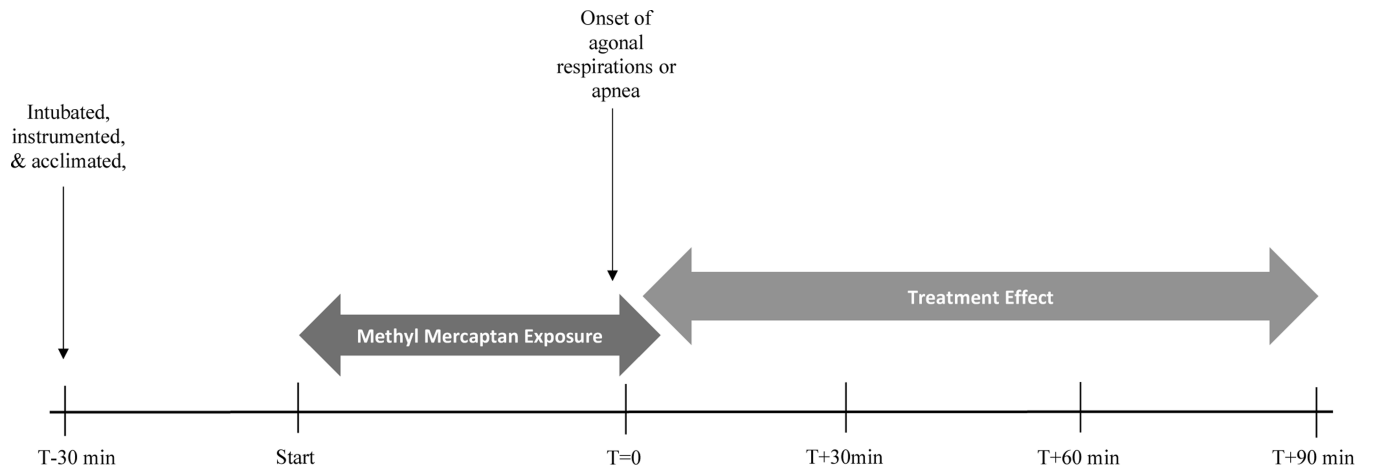 Onset of
agonal
respirations or
apnea
Intubated,
instrumented,
& acclimated,
Treatment Effect
Methyl Mercaptan Exposure
T-30 min
Start
T=0
T+30min
T+60 min
T+90 min